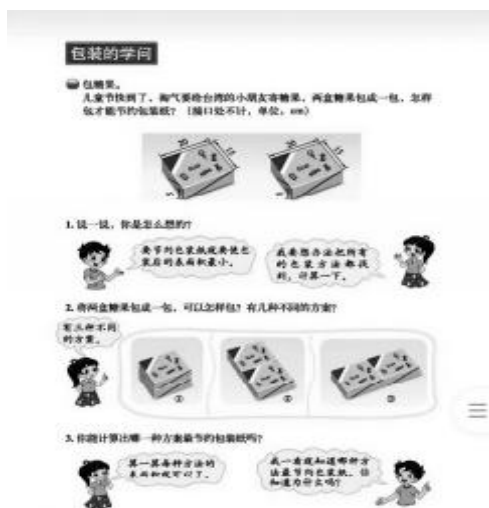 包装的学问
包糖果。
儿童节快到了，淘气要给台湾的小朋友寄糖果，两盒糖果包成一包，怎样
包才能节约包装纸？（接口处不计，单位：cm）
20 15 20 15
5 5
1. 说一说，你是怎么想的？
要节约包装纸就要使包
装后的表面积最小。
我要想办法把所有
的包装方法都找
到，计算一下。
2. 将两盒糖果包成一包，可以怎样包？有几种不同的方案？
有三种不同
的方案。
① ② ③
3. 你能计算出哪一种方案最节约包装纸吗？
算一算每种方法的
表面积就可以了。
我一看就知道哪种方
法最节约包装纸，你
知道为什么吗？